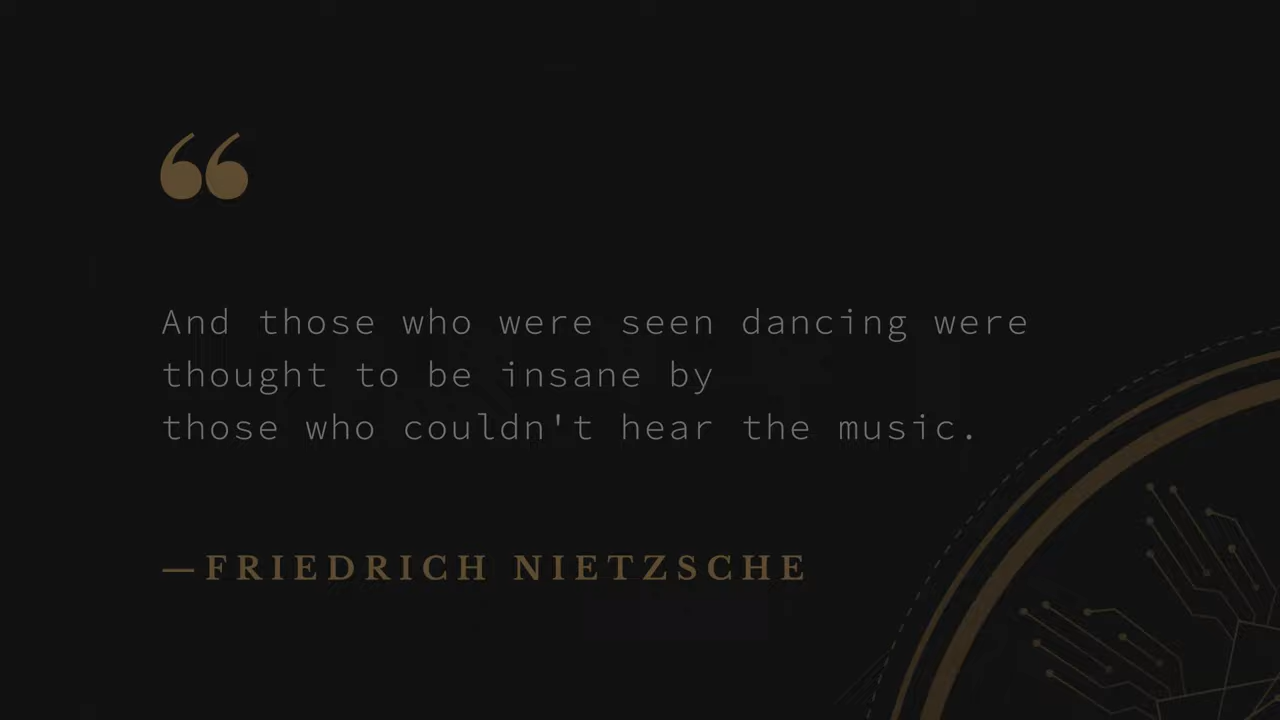 ❝
And those who were seen dancing were
thought to be insane by
those who couldn't hear the music.
—FRIEDRICH NIETZSCHE